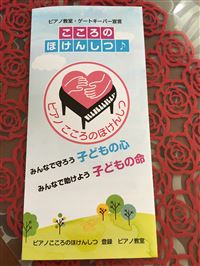 ピアノ教室・ゲートキーパー宣言
こころの
ほけんしつ♪
ピアノ こころのほけんしつ
みんなで守ろう 子どもの心
みんなで助けよう 子どもの命
ピアノこころのほけんしつ 登録 ピアノ教室